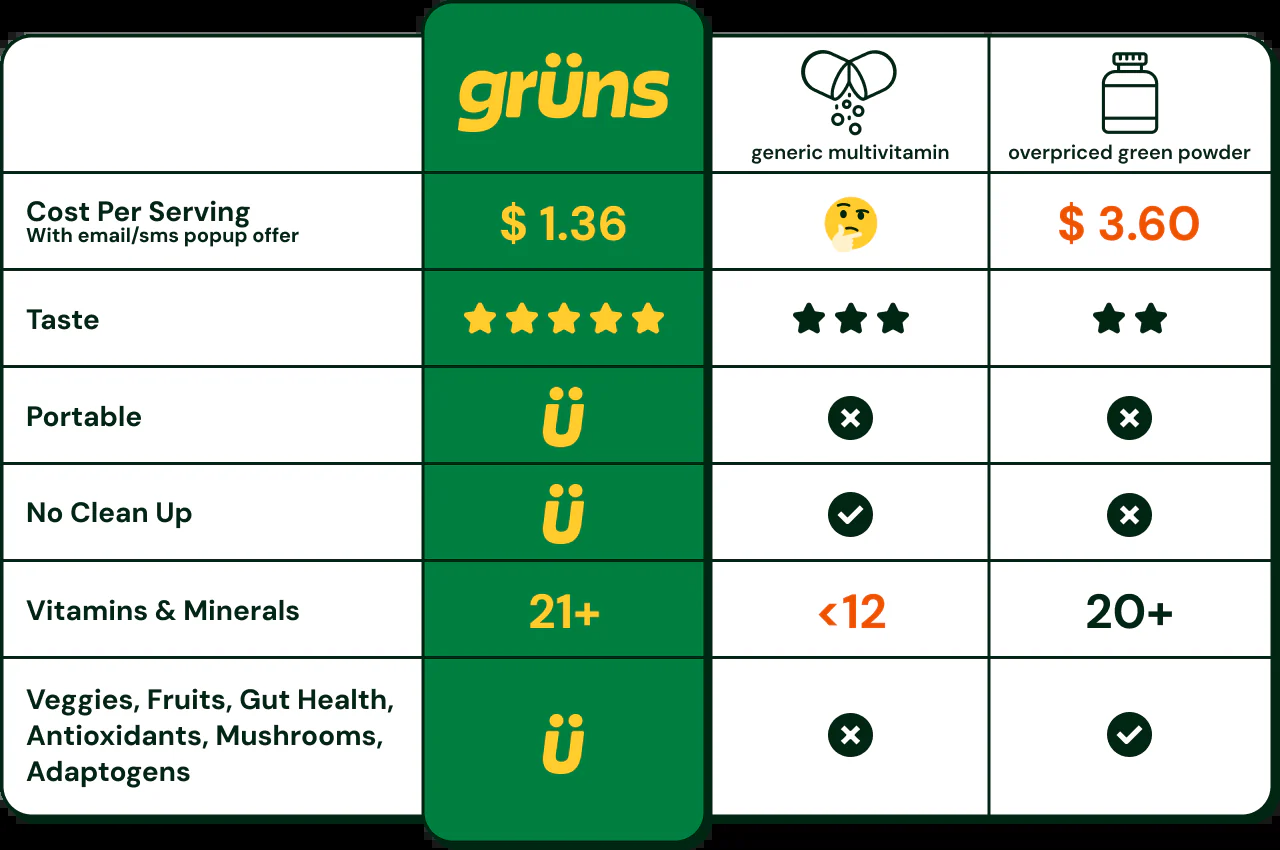 grüns
generic multivitamin
overpriced green powder
Cost Per Serving
With email/sms popup offer
$ 1.36
$ 3.60
Taste
Portable
ü
No Clean Up
ü
Vitamins & Minerals
21+
<12
20+
Veggies, Fruits, Gut Health,
Antioxidants, Mushrooms,
Adaptogens
ü